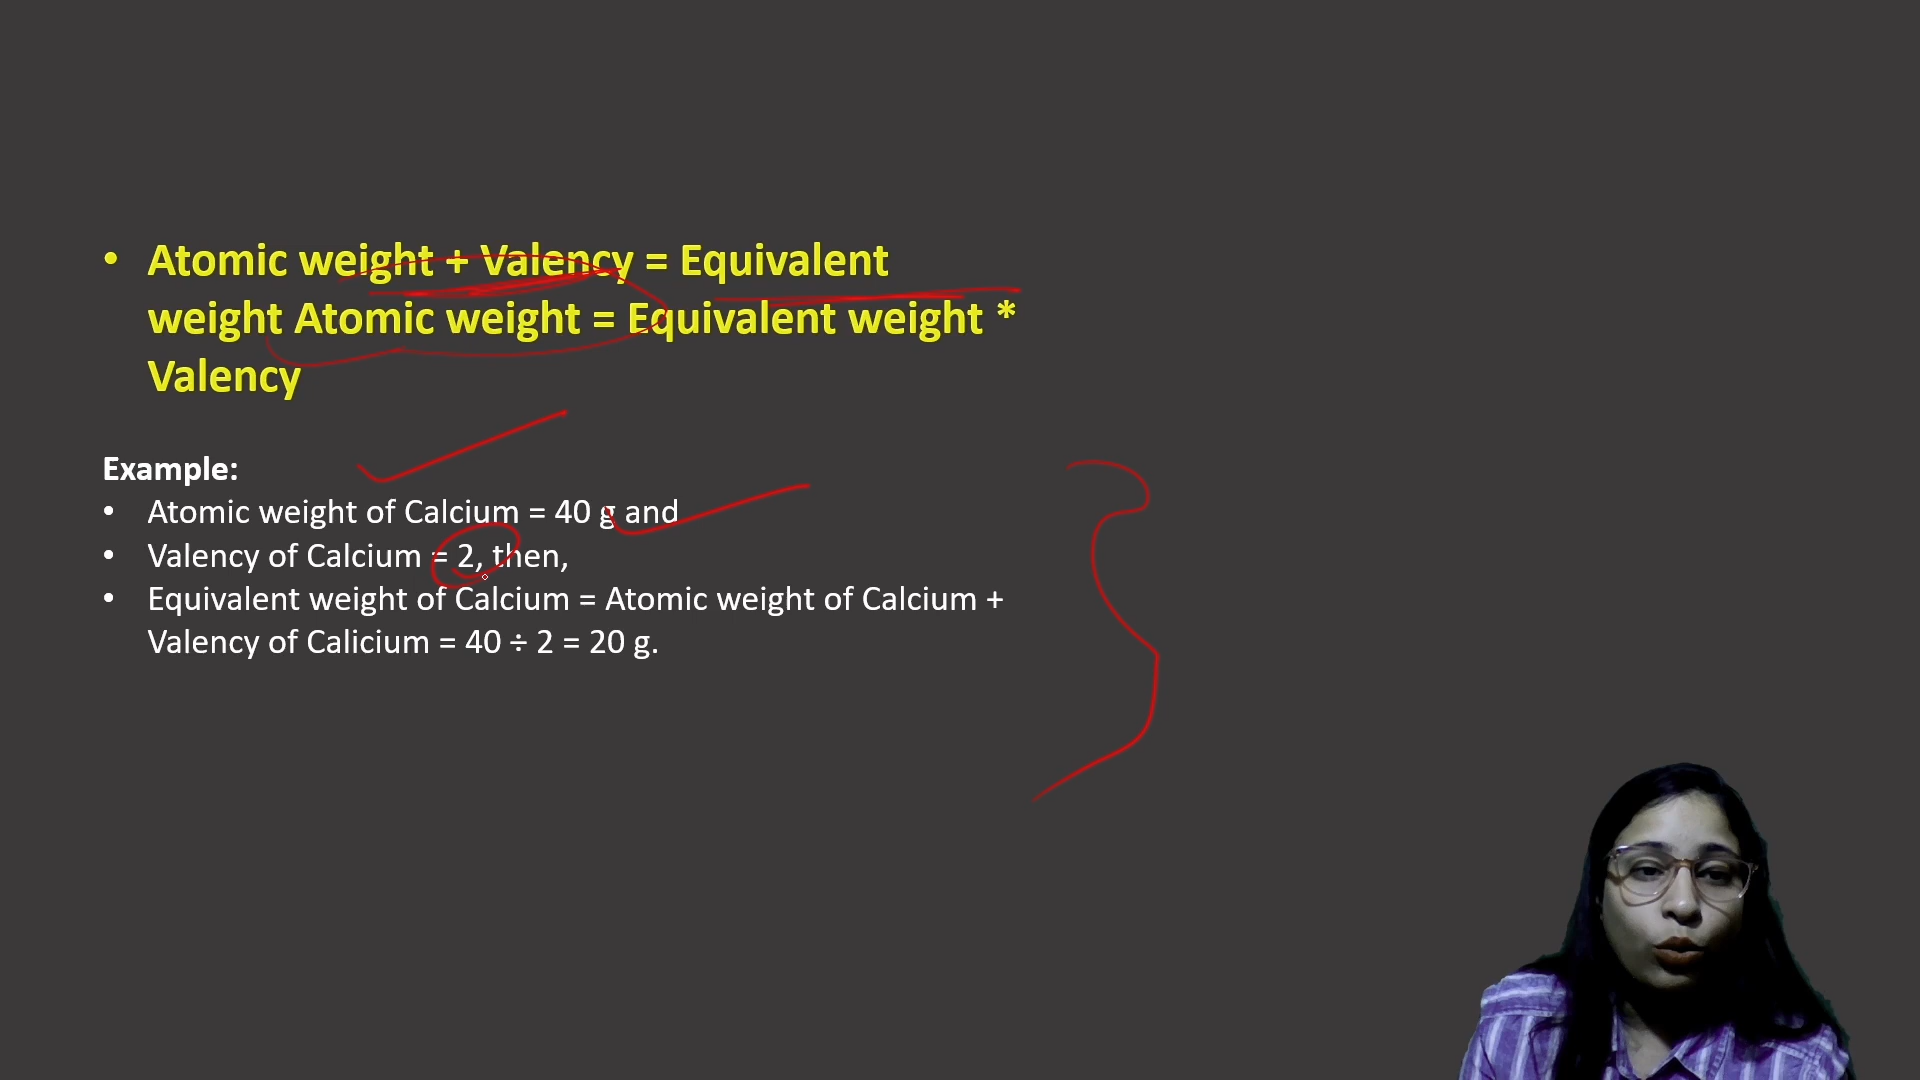 • Atomic weight + Valency = Equivalent
weight Atomic weight = Equivalent weight *
Valency
Example:
• Atomic weight of Calcium = 40 g and
• Valency of Calcium = 2, then,
• Equivalent weight of Calcium = Atomic weight of Calcium +
Valency of Calicium = 40 ÷ 2 = 20 g.